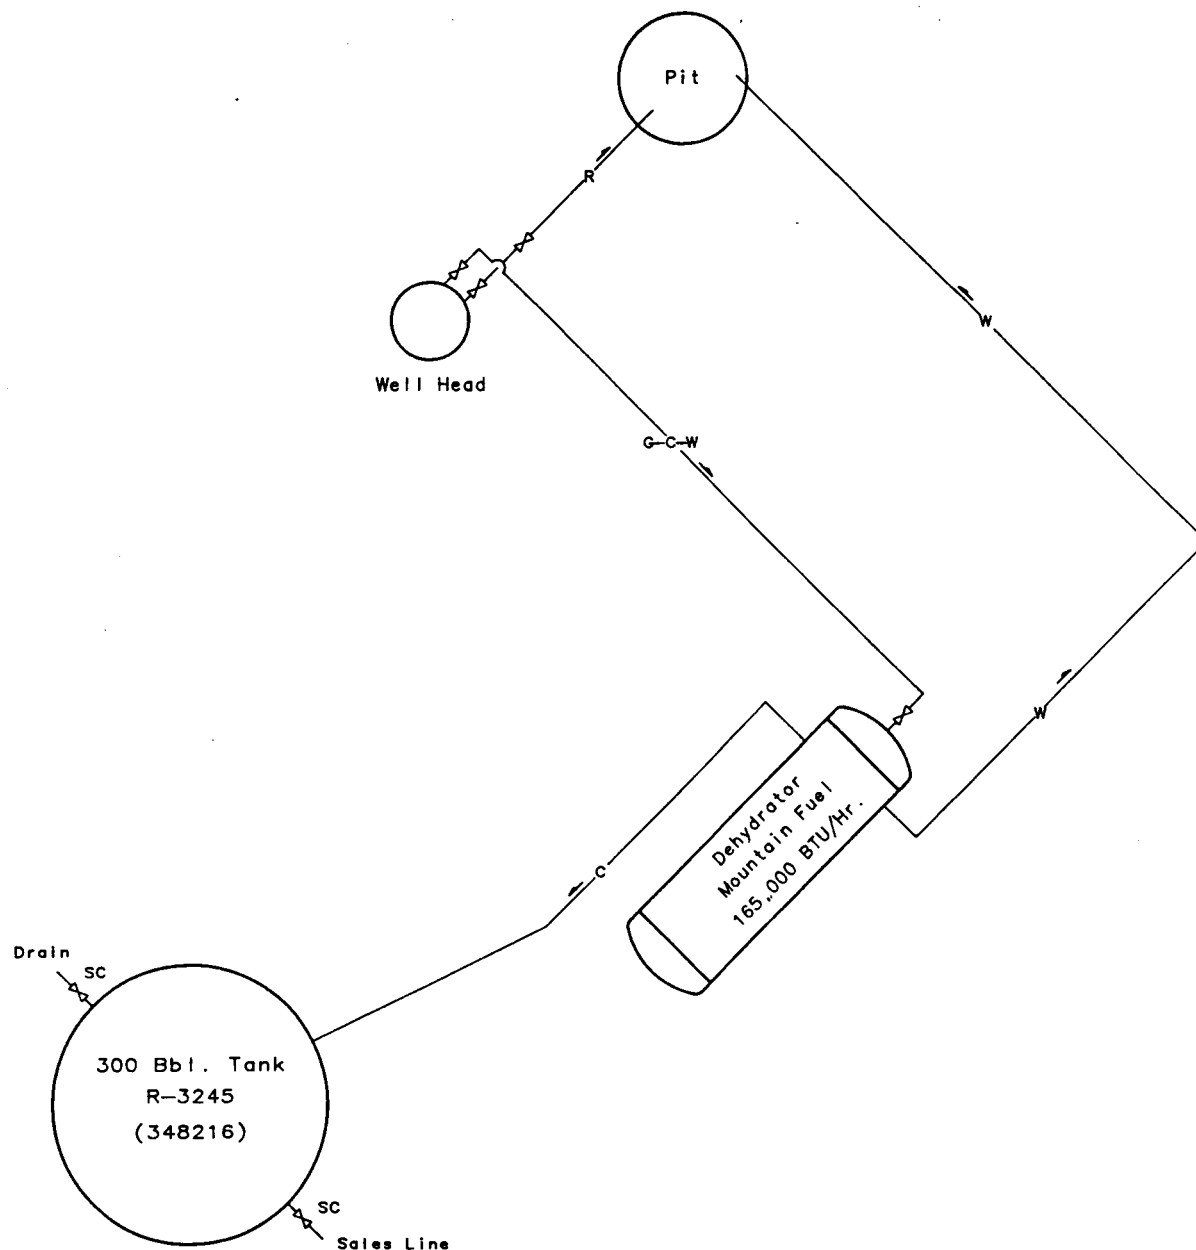 Pit
R
W
Well Head
G-C-W
W
Dehydrator
Mountain Fuel
165,000 BTU/Hr.
C
Drain
SC
300 Bbl. Tank
R-3245
(348216)
SC
Sales Line